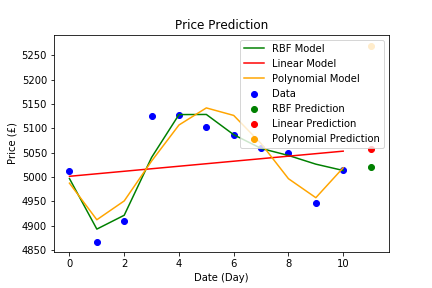 Price Prediction
RBF Model
Linear Model
Polynomial Model
Data
RBF Prediction
Linear Prediction
Polynomial Prediction
5250
5200
5150
5100
5050
5000
4950
4900
4850
Price (£)
0 2 4 6 8 10
Date (Day)